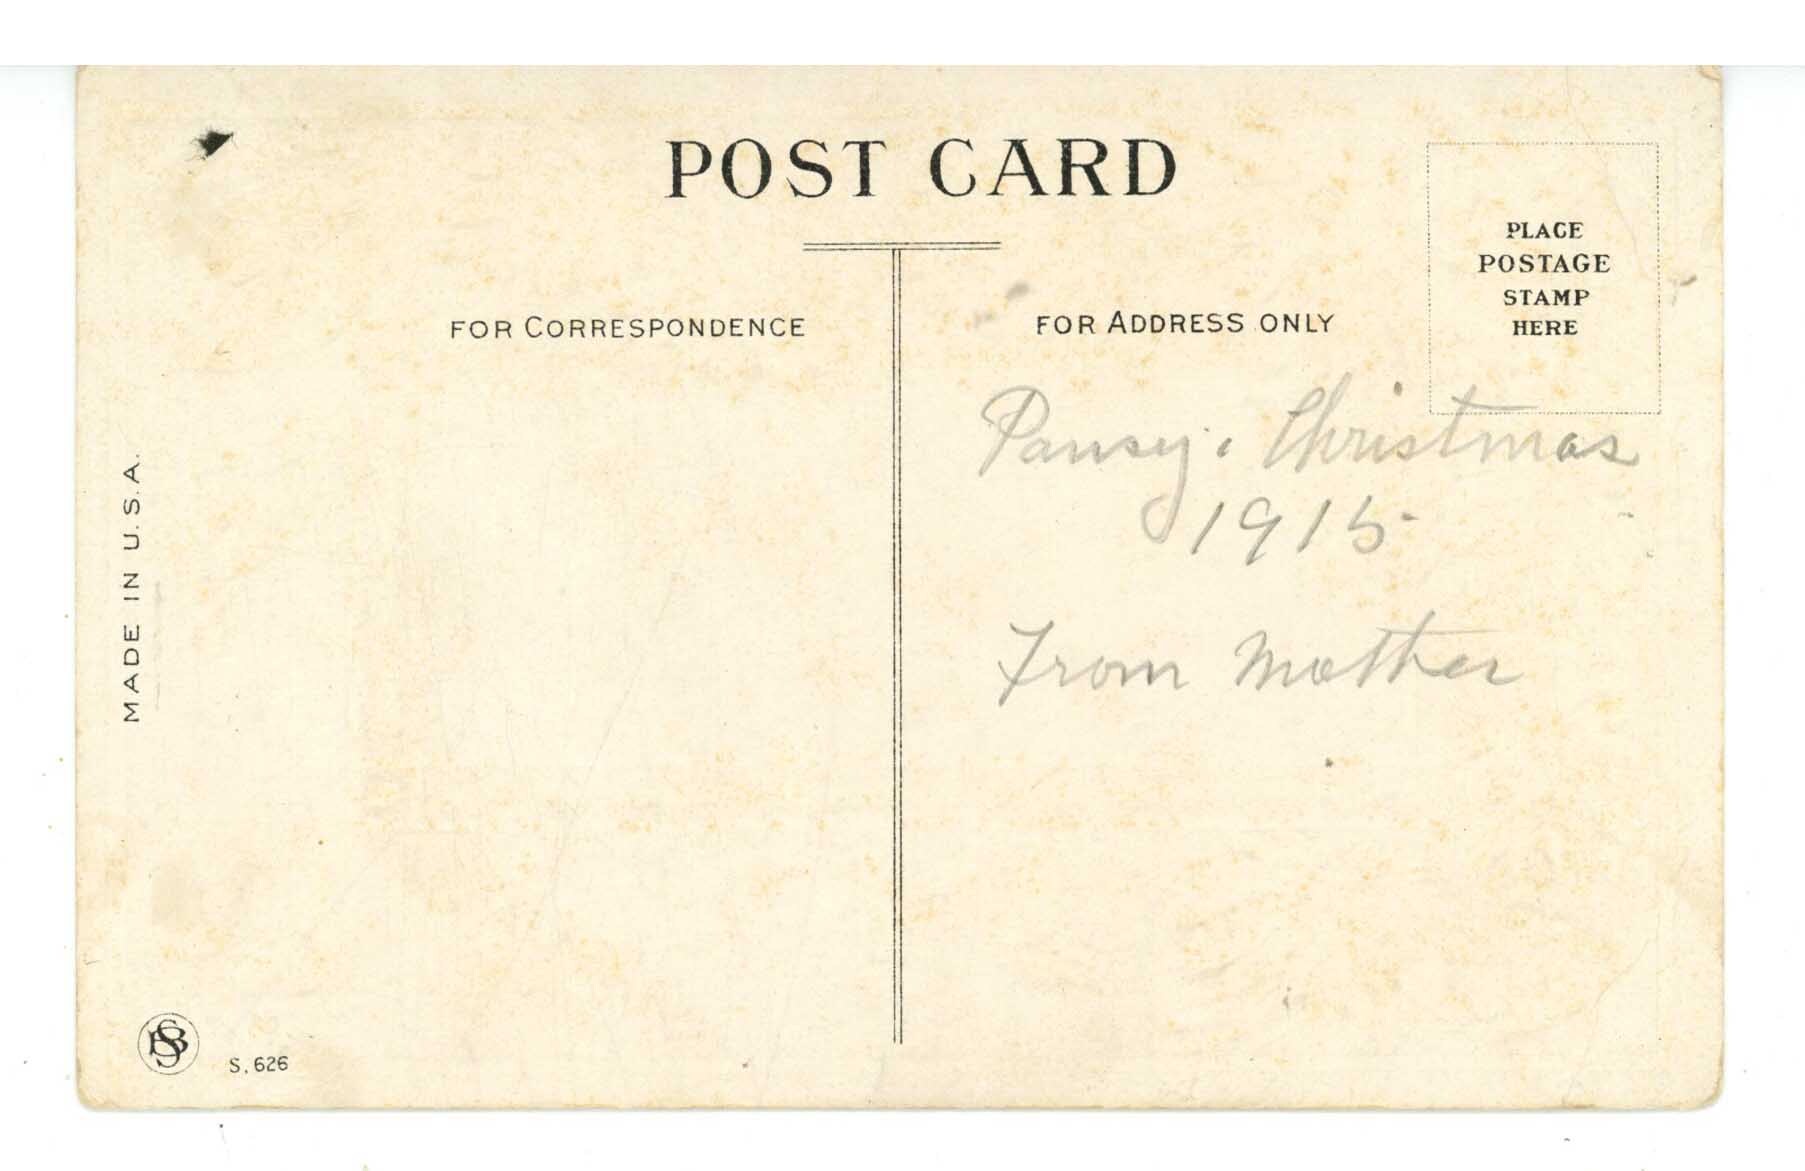 POST CARD
FOR CORRESPONDENCE
FOR ADDRESS ONLY
PLACE
POSTAGE
STAMP
HERE
Pansy. Christmas
1915
From Mother
MADE IN U.S.A.
S. 626